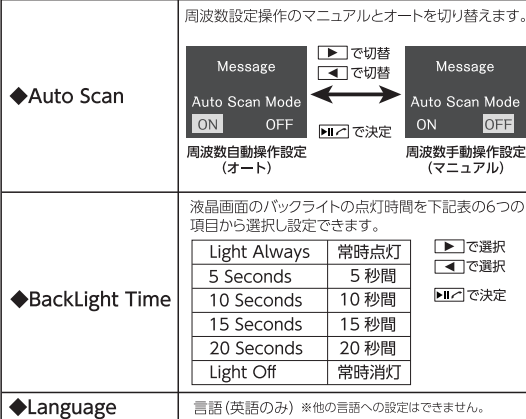 周波数設定操作のマニュアルとオートを切り替えます。
◆Auto Scan
Message
Auto Scan Mode
ON OFF
周波数自動操作設定
(オート)
で切替
で切替
で決定
Message
Auto Scan Mode
ON OFF
周波数手動操作設定
(マニュアル)
◆BackLight Time
液晶画面のバックライトの点灯時間を下記表の6つの
項目から選択し設定できます。
Light Always 常時点灯
5 Seconds 5 秒間
10 Seconds 10 秒間
15 Seconds 15 秒間
20 Seconds 20 秒間
Light Off 常時消灯
で選択
で選択
で決定
◆Language
言語(英語のみ) ※他の言語への設定はできません。